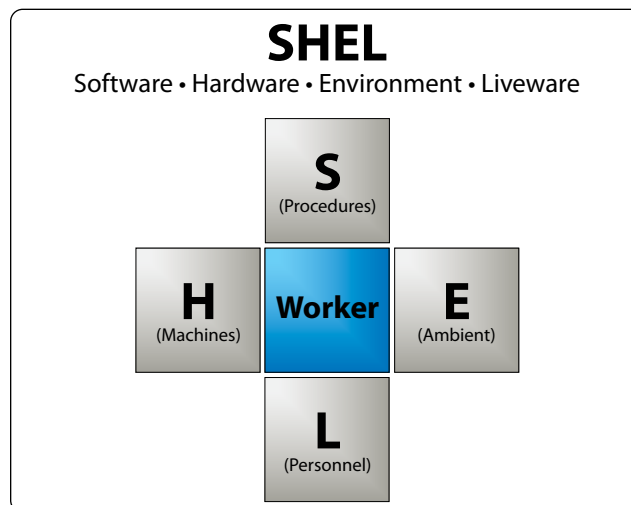 SHEL
Software • Hardware • Environment • Liveware
S
(Procedures)
H
(Machines)
Worker
E
(Ambient)
L
(Personnel)